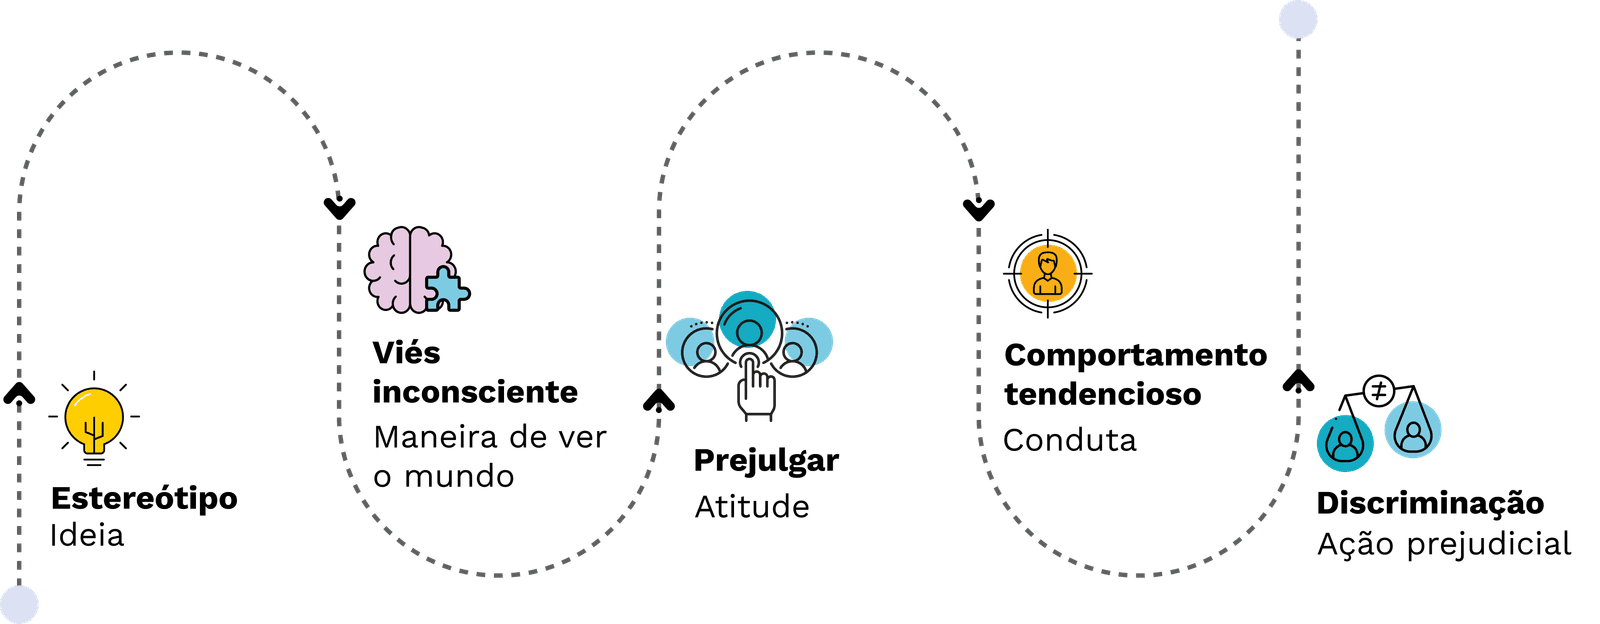 Estereótipo
Ideia
Viés
inconsciente
Maneira de ver
o mundo
Prejulgar
Atitude
Comportamento
tendencioso
Conduta
≠
Discriminação
Ação prejudicial